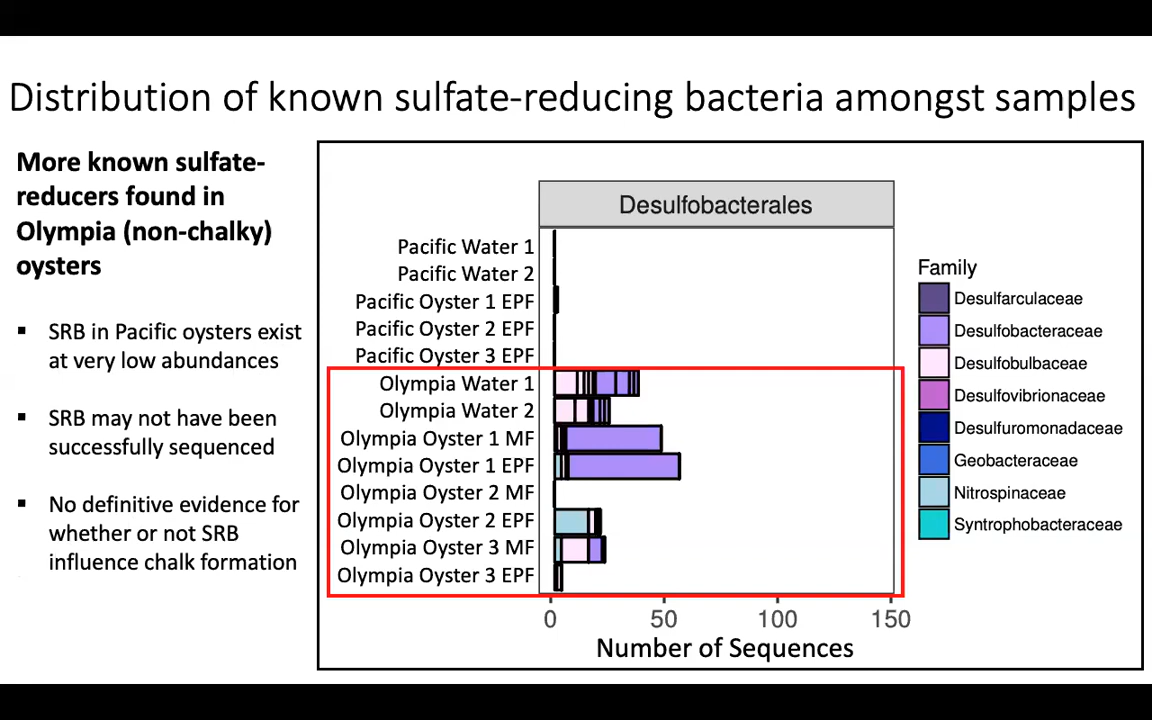 Distribution of known sulfate-reducing bacteria amongst samples
More known sulfate-
reducers found in
Olympia (non-chalky)
oysters
▪ SRB in Pacific oysters exist
at very low abundances
▪ SRB may not have been
successfully sequenced
▪ No definitive evidence for
whether or not SRB
influence chalk formation
Desulfobacterales
Pacific Water 1
Pacific Water 2
Pacific Oyster 1 EPF
Pacific Oyster 2 EPF
Pacific Oyster 3 EPF
Olympia Water 1
Olympia Water 2
Olympia Oyster 1 MF
Olympia Oyster 1 EPF
Olympia Oyster 2 MF
Olympia Oyster 2 EPF
Olympia Oyster 3 MF
Olympia Oyster 3 EPF
0 50 100 150
Number of Sequences
Family
Desulfarculaceae
Desulfobacteraceae
Desulfobulbaceae
Desulfovibrionaceae
Desulfuromonadaceae
Geobacteraceae
Nitrospinaceae
Syntrophobacteraceae